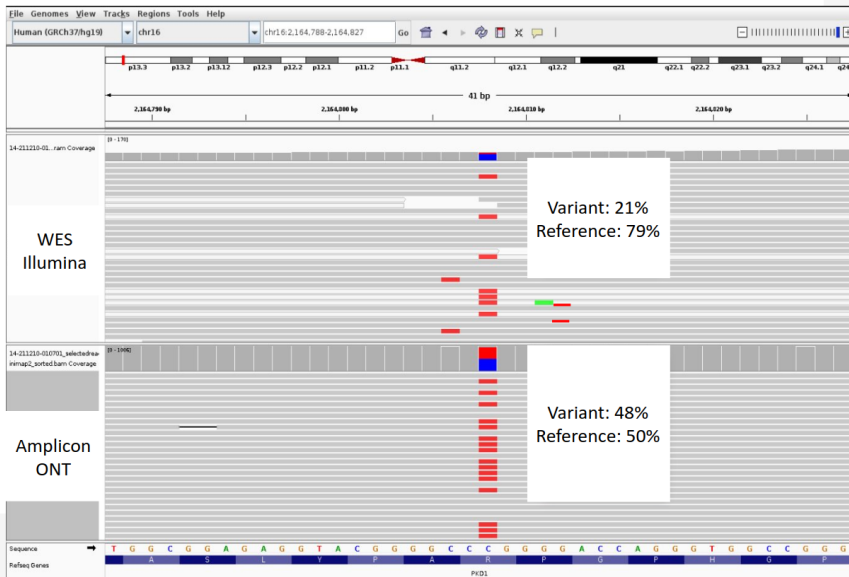 File Genomes View Tracks Regions Tools Help
Human (GRCh37/hg19) chr16 chr16:2,164,788-2,164,827 Go
p13.3 p13.2 p13.12 p12.3 p12.2 p12.1 p11.2 p11.1 q11.2 q12.1 q12.2 q21 q22.1 q22.2 q23.1 q23.2 q24.1 q24
41 bp
2,164,790 bp 2,164,800 bp 2,164,810 bp 2,164,820 bp
[0 - 170]
14-211210-01...ram Coverage
Variant: 21%
Reference: 79%
WES
Illumina
[0 - 1006]
14-211210-010701_selectedrea
inimap2_sorted.bam Coverage
Variant: 48%
Reference: 50%
Amplicon
ONT
Sequence T G G C G G A G A G G T A C G G G G C C C G G G G A C C A G G G T G G C C G G G
Refseq Genes A S L Y P A R P G P H G P
PKD1